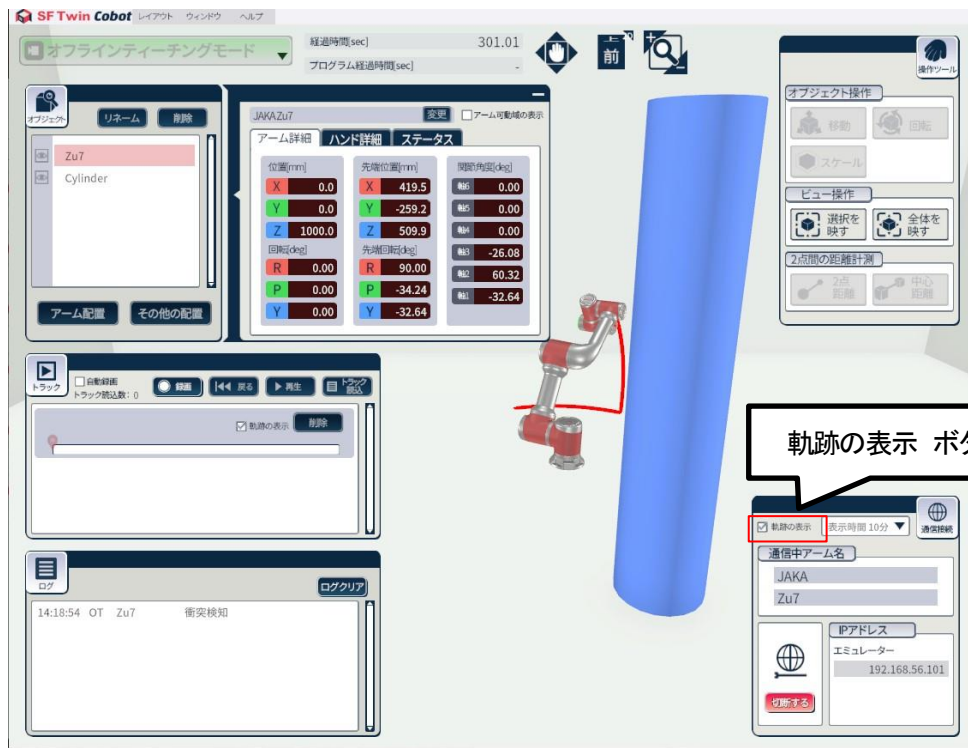 SF Twin Cobot レイアウト ウィンドウ ヘルプ
オフラインティーチングモード
経過時間[sec] 301.01
プログラム経過時間[sec] -
前
操作ツール
オブジェクト
リネーム 削除
Zu7
Cylinder
アーム配置 その他の配置
JAKA Zu7 変更 アーム可動域の表示
アーム詳細 ハンド詳細 ステータス
位置[mm] 先端位置[mm] 関節角度[deg]
X 0.0 X 419.5 軸6 0.00
Y 0.0 Y -259.2 軸5 0.00
Z 1000.0 Z 509.9 軸4 0.00
回転[deg] 先端回転[deg] 軸3 -26.08
R 0.00 R 90.00 軸2 60.32
P 0.00 P -34.24 軸1 -32.64
Y 0.00 Y -32.64
オブジェクト操作
移動 回転
スケール
ビュー操作
選択を映す 全体を映す
2点間の距離計測
2点距離 中心距離
トラック
自動録画
トラック読込数: 0
録画 戻る 再生 トラック読込
軌跡の表示 削除
軌跡の表示 ボタ
軌跡の表示 表示時間 10分 通信接続
通信中アーム名
JAKA
Zu7
IPアドレス
エミュレーター
192.168.56.101
切断する
ログ
ログクリア
14:18:54 OT Zu7 衝突検知